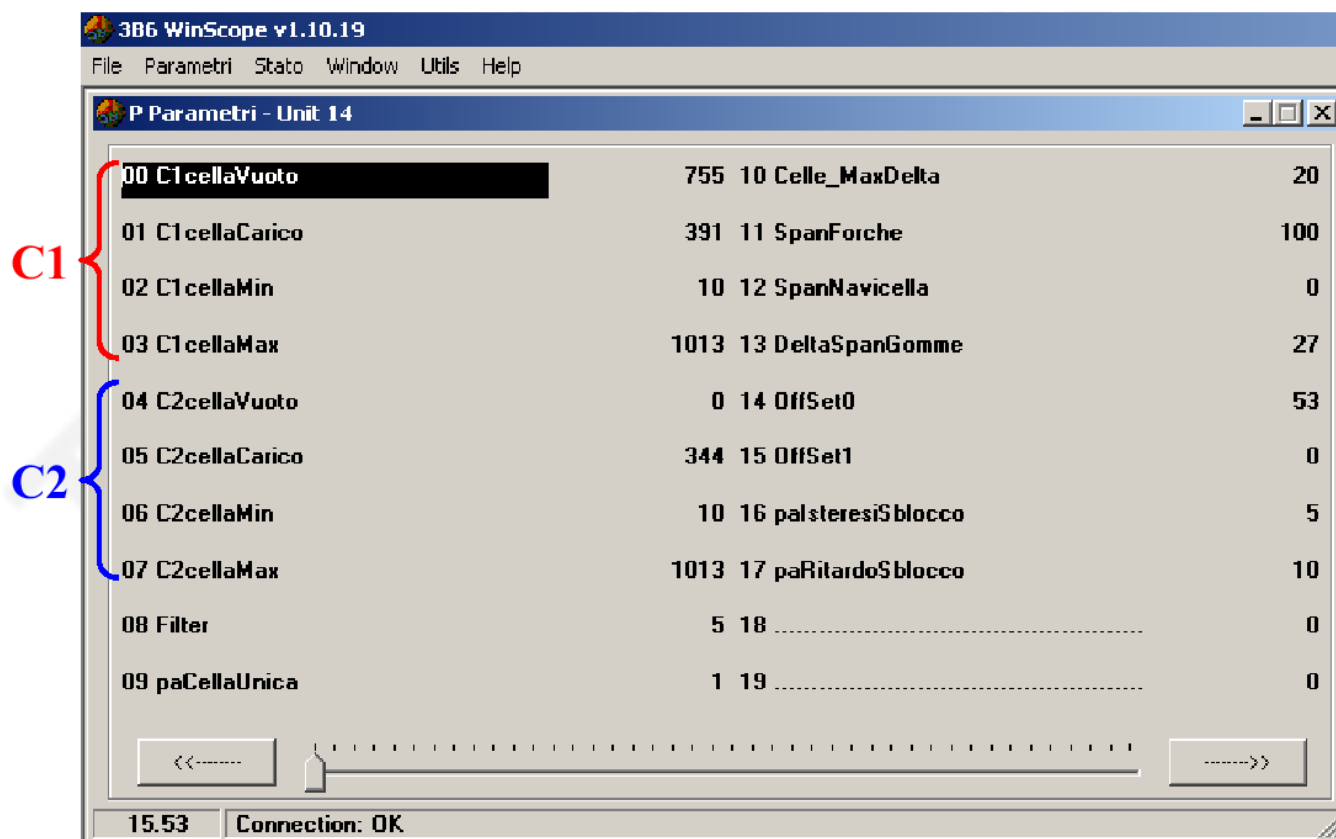 3B6 WinScope v1.10.19
File Parametri Stato Window Utils Help
P Parametri - Unit 14
C1
C2
00 C1cellaVuoto 755 10 Celle_MaxDelta 20
01 C1cellaCarico 391 11 SpanForche 100
02 C1cellaMin 10 12 SpanNavicella 0
03 C1cellaMax 1013 13 DeltaSpanGomme 27
04 C2cellaVuoto 0 14 OffSet0 53
05 C2cellaCarico 344 15 OffSet1 0
06 C2cellaMin 10 16 paIsteresiSblocco 5
07 C2cellaMax 1013 17 paRitardoSblocco 10
08 Filter 5 18 ......................................... 0
09 paCellaUnica 1 19 ......................................... 0
<<-------- -------->>
15.53 Connection: OK